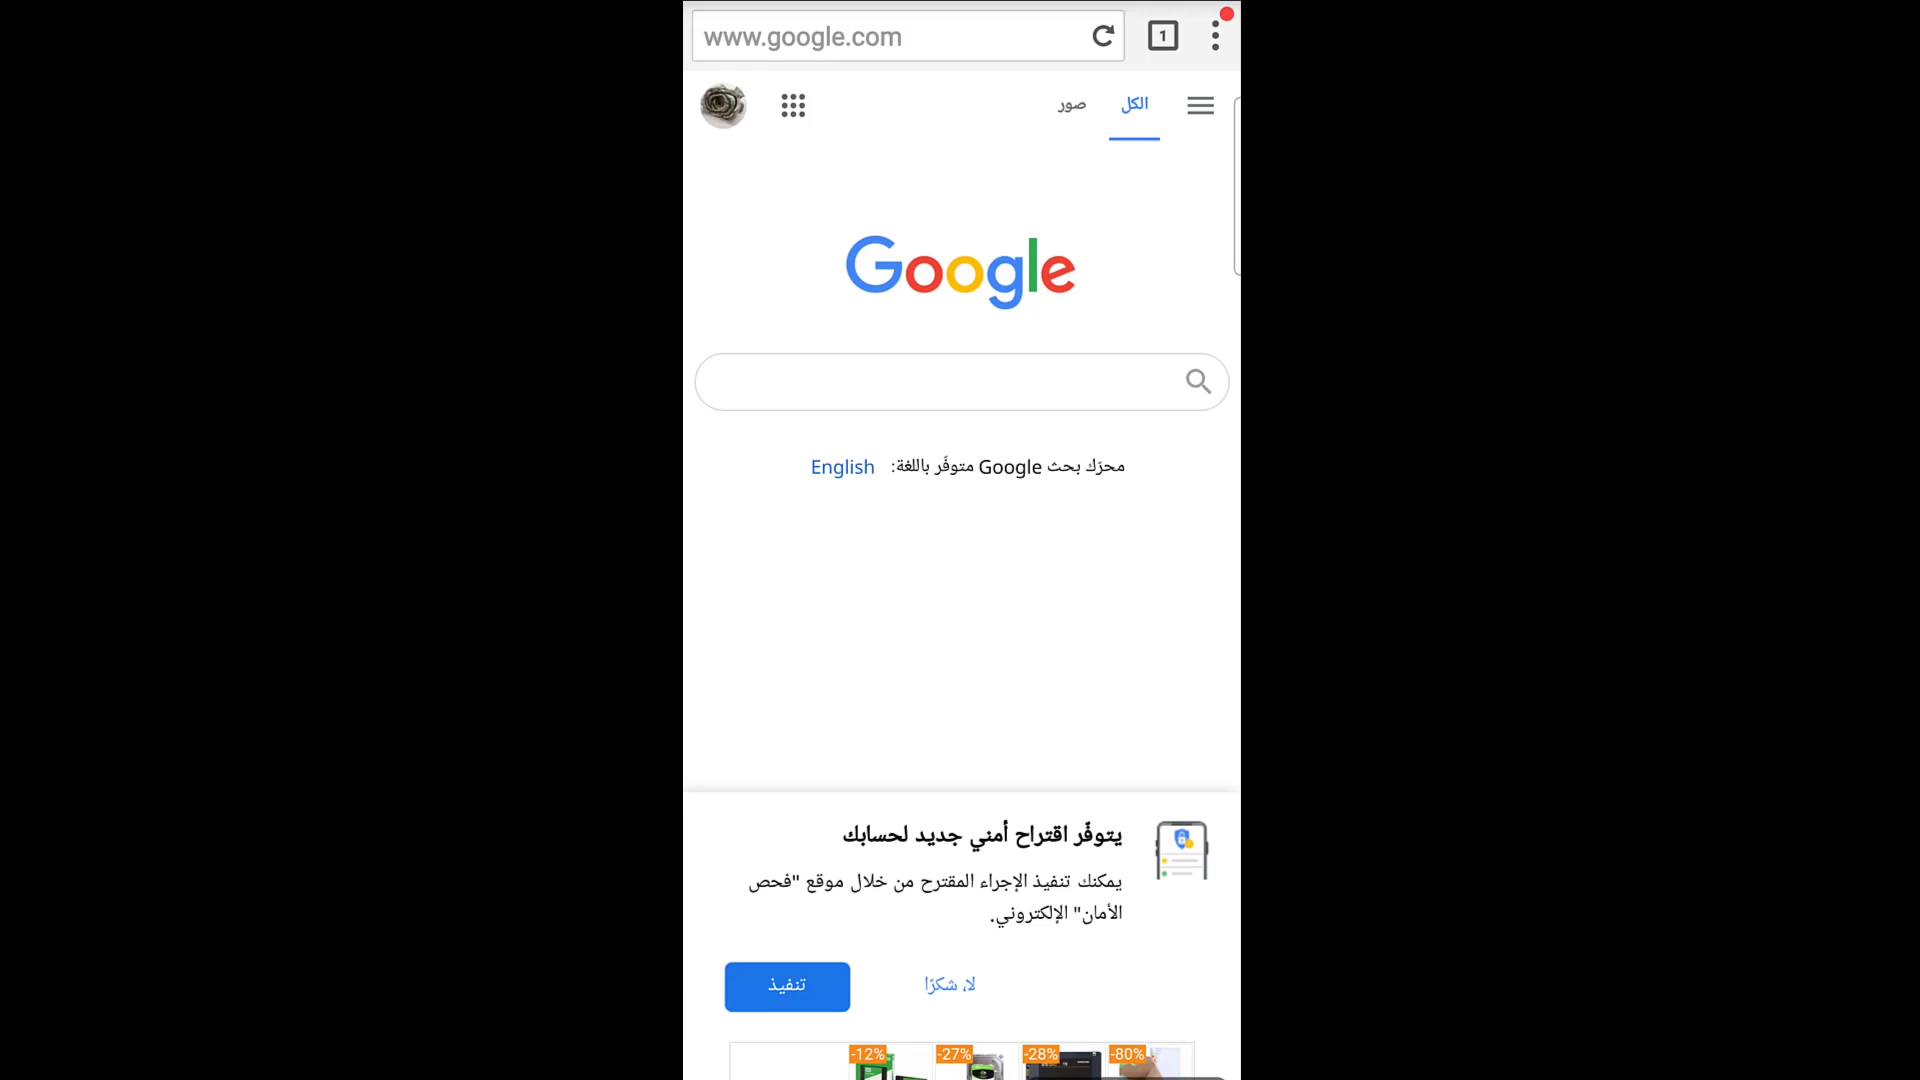 www.google.com
1
الكل
صور
Google
محرّك بحث Google متوفّر باللغة: English
يتوفّر اقتراح أمني جديد لحسابك
يمكنك تنفيذ الإجراء المقترح من خلال موقع "فحص
الأمان" الإلكتروني.
لا، شكرًا
تنفيذ
-12%
-27%
-28%
-80%